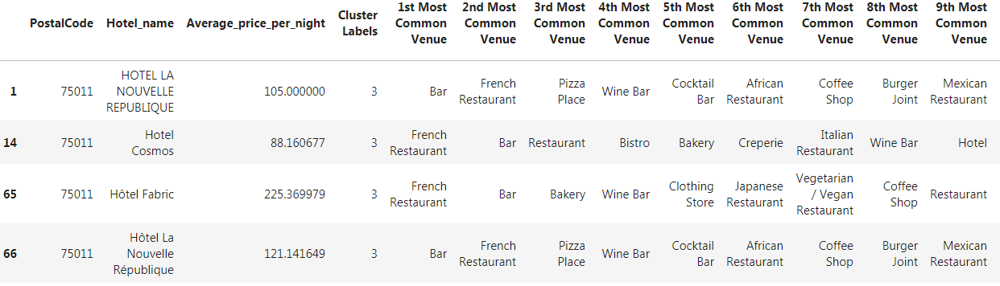 PostalCode Hotel_name Average_price_per_night Cluster Labels 1st Most Common Venue 2nd Most Common Venue 3rd Most Common Venue 4th Most Common Venue 5th Most Common Venue 6th Most Common Venue 7th Most Common Venue 8th Most Common Venue 9th Most Common Venue
1 75011 HOTEL LA NOUVELLE REPUBLIQUE 105.000000 3 Bar French Restaurant Pizza Place Wine Bar Cocktail Bar African Restaurant Coffee Shop Burger Joint Mexican Restaurant
14 75011 Hotel Cosmos 88.160677 3 French Restaurant Bar Restaurant Bistro Bakery Creperie Italian Restaurant Wine Bar Hotel
65 75011 Hôtel Fabric 225.369979 3 French Restaurant Bar Bakery Wine Bar Clothing Store Japanese Restaurant Vegetarian / Vegan Restaurant Coffee Shop Restaurant
66 75011 Hôtel La Nouvelle République 121.141649 3 Bar French Restaurant Pizza Place Wine Bar Cocktail Bar African Restaurant Coffee Shop Burger Joint Mexican Restaurant